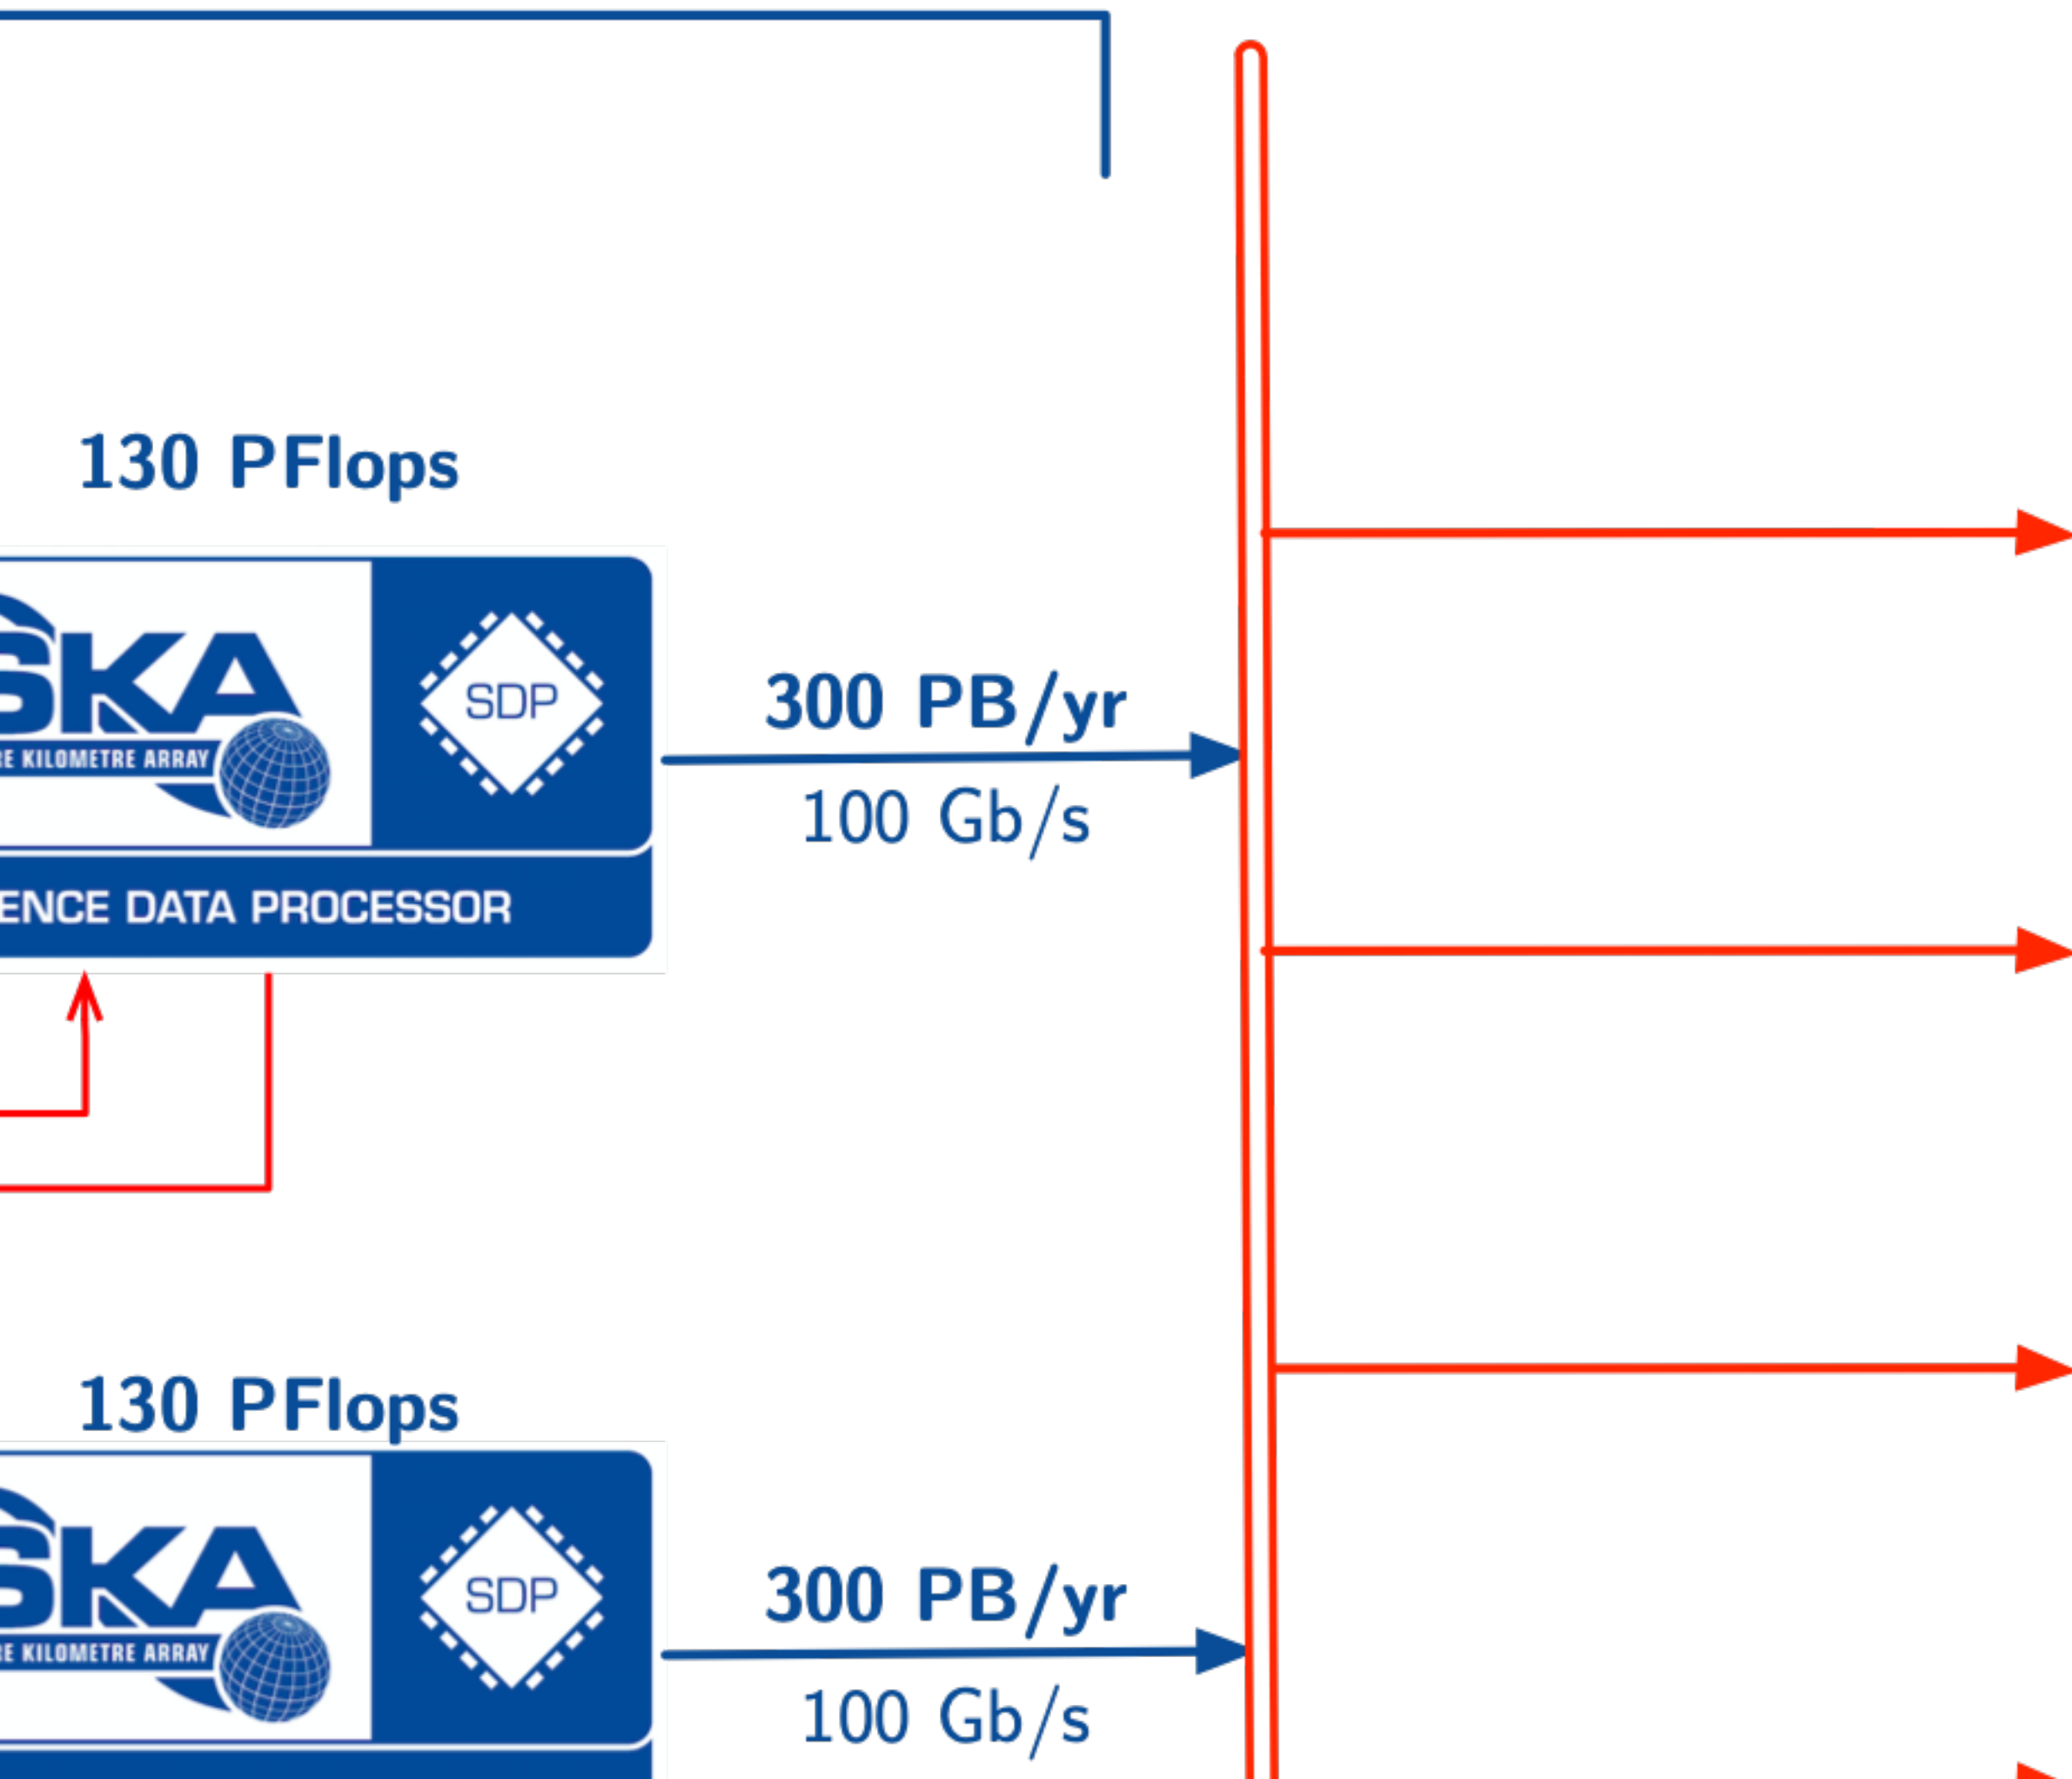 130 PFlops
SKA
SDP
KILOMETRE ARRAY
300 PB/yr
100 Gb/s
DATA PROCESSOR
130 PFlops
SKA
SDP
KILOMETRE ARRAY
300 PB/yr
100 Gb/s